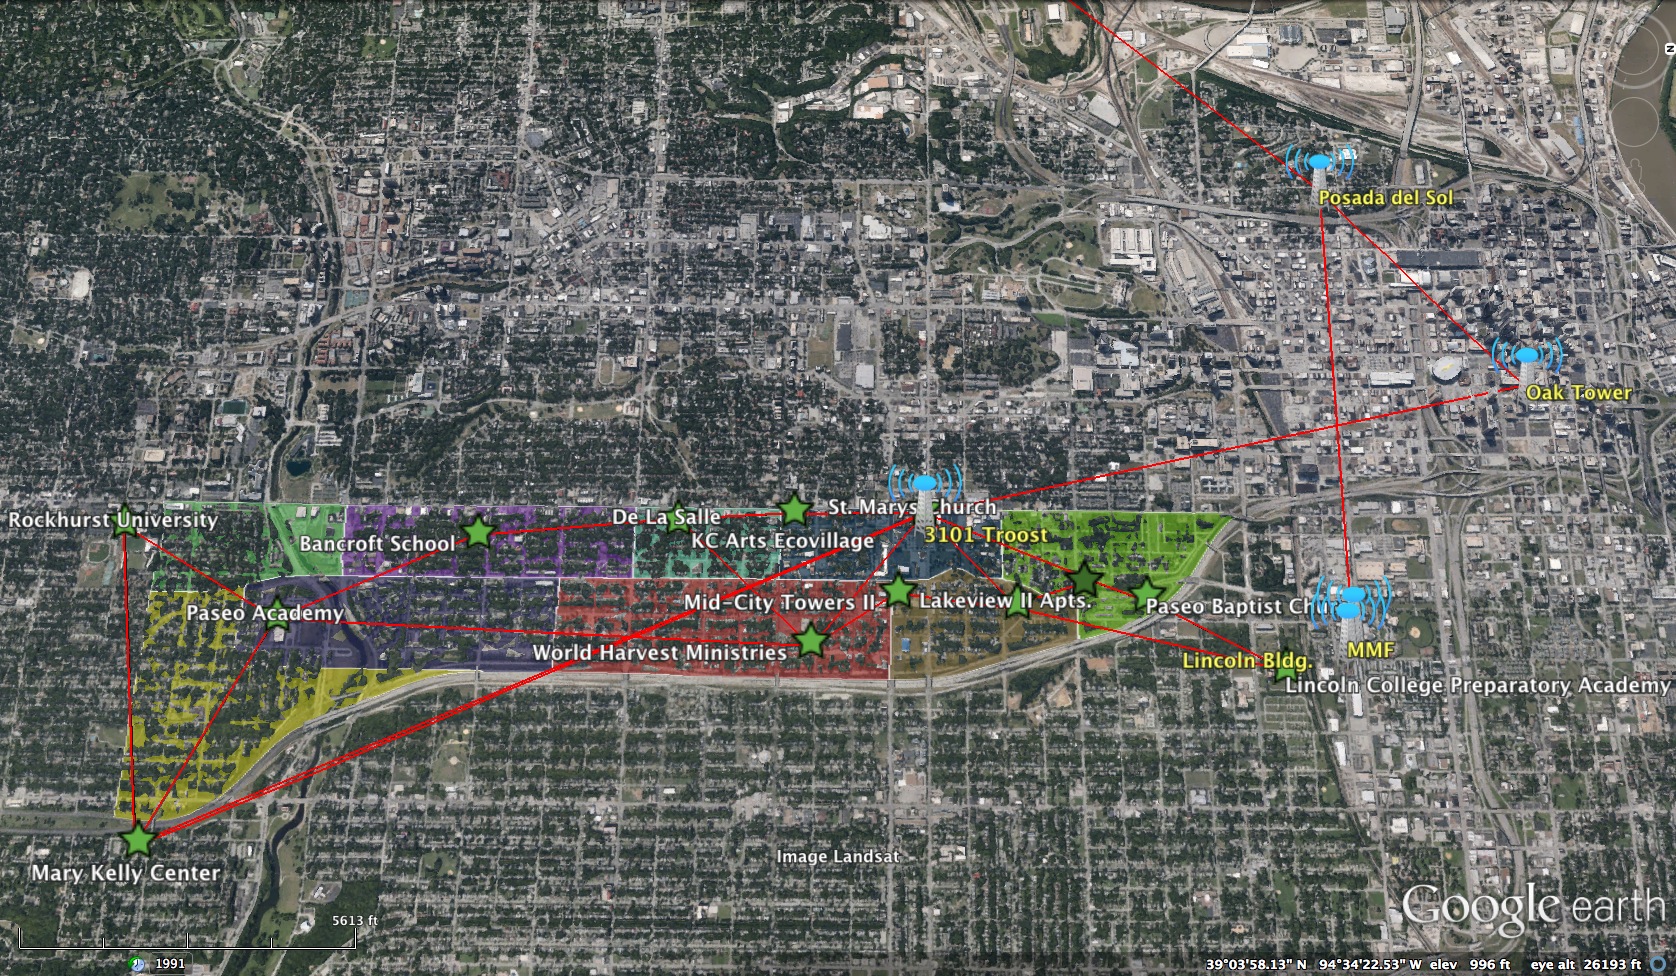 Posada del Sol
Oak Tower
Rockhurst University
De La Salle
St. Marys Church
Bancroft School
KC Arts Ecovillage
3101 Troost
Paseo Academy
Mid-City Towers II
Lakeview II Apts.
Paseo Baptist Chu
World Harvest Ministries
MMF
Lincoln Bldg.
Lincoln College Preparatory Academy
Mary Kelly Center
Image Landsat
Google earth
5613 ft
1991
39°03'58.13" N 94°34'22.53" W elev 996 ft eye alt 26193 ft
N